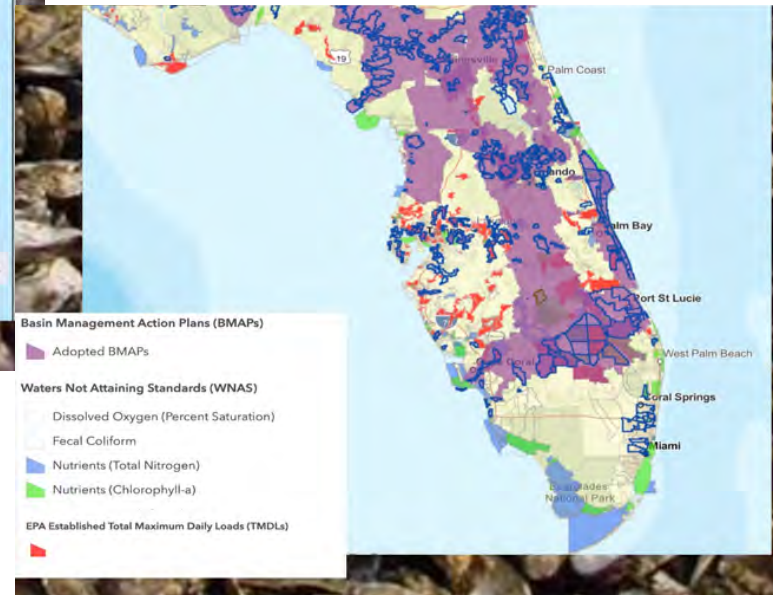 19
Palm Coast
Palm Bay
Port St Lucie
West Palm Beach
Coral Springs
Miami
Everglades
National Park
Basin Management Action Plans (BMAPs)
Adopted BMAPs
Waters Not Attaining Standards (WNAS)
Dissolved Oxygen (Percent Saturation)
Fecal Coliform
Nutrients (Total Nitrogen)
Nutrients (Chlorophyll-a)
EPA Established Total Maximum Daily Loads (TMDLs)